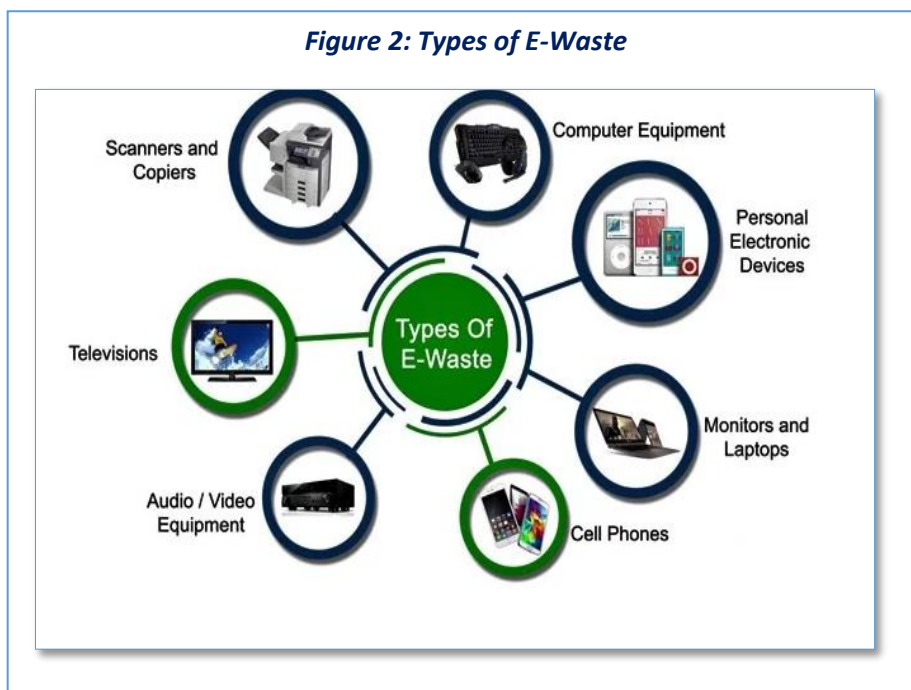 Figure 2: Types of E-Waste
Scanners and
Copiers
Computer Equipment
Personal
Electronic
Devices
Types Of
E-Waste
Televisions
Monitors and
Laptops
Audio / Video
Equipment
Cell Phones